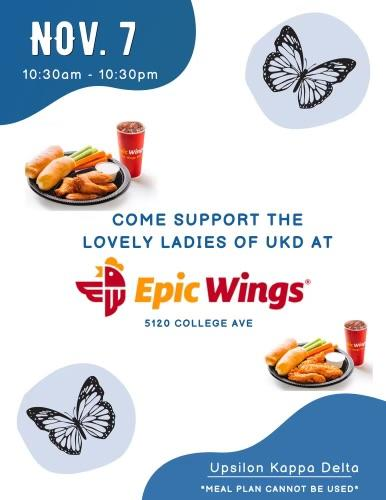 NOV. 7
10:30am - 10:30pm
COME SUPPORT THE
LOVELY LADIES OF UKD AT
Epic Wings®
5120 COLLEGE AVE
Upsilon Kappa Delta
*MEAL PLAN CANNOT BE USED*